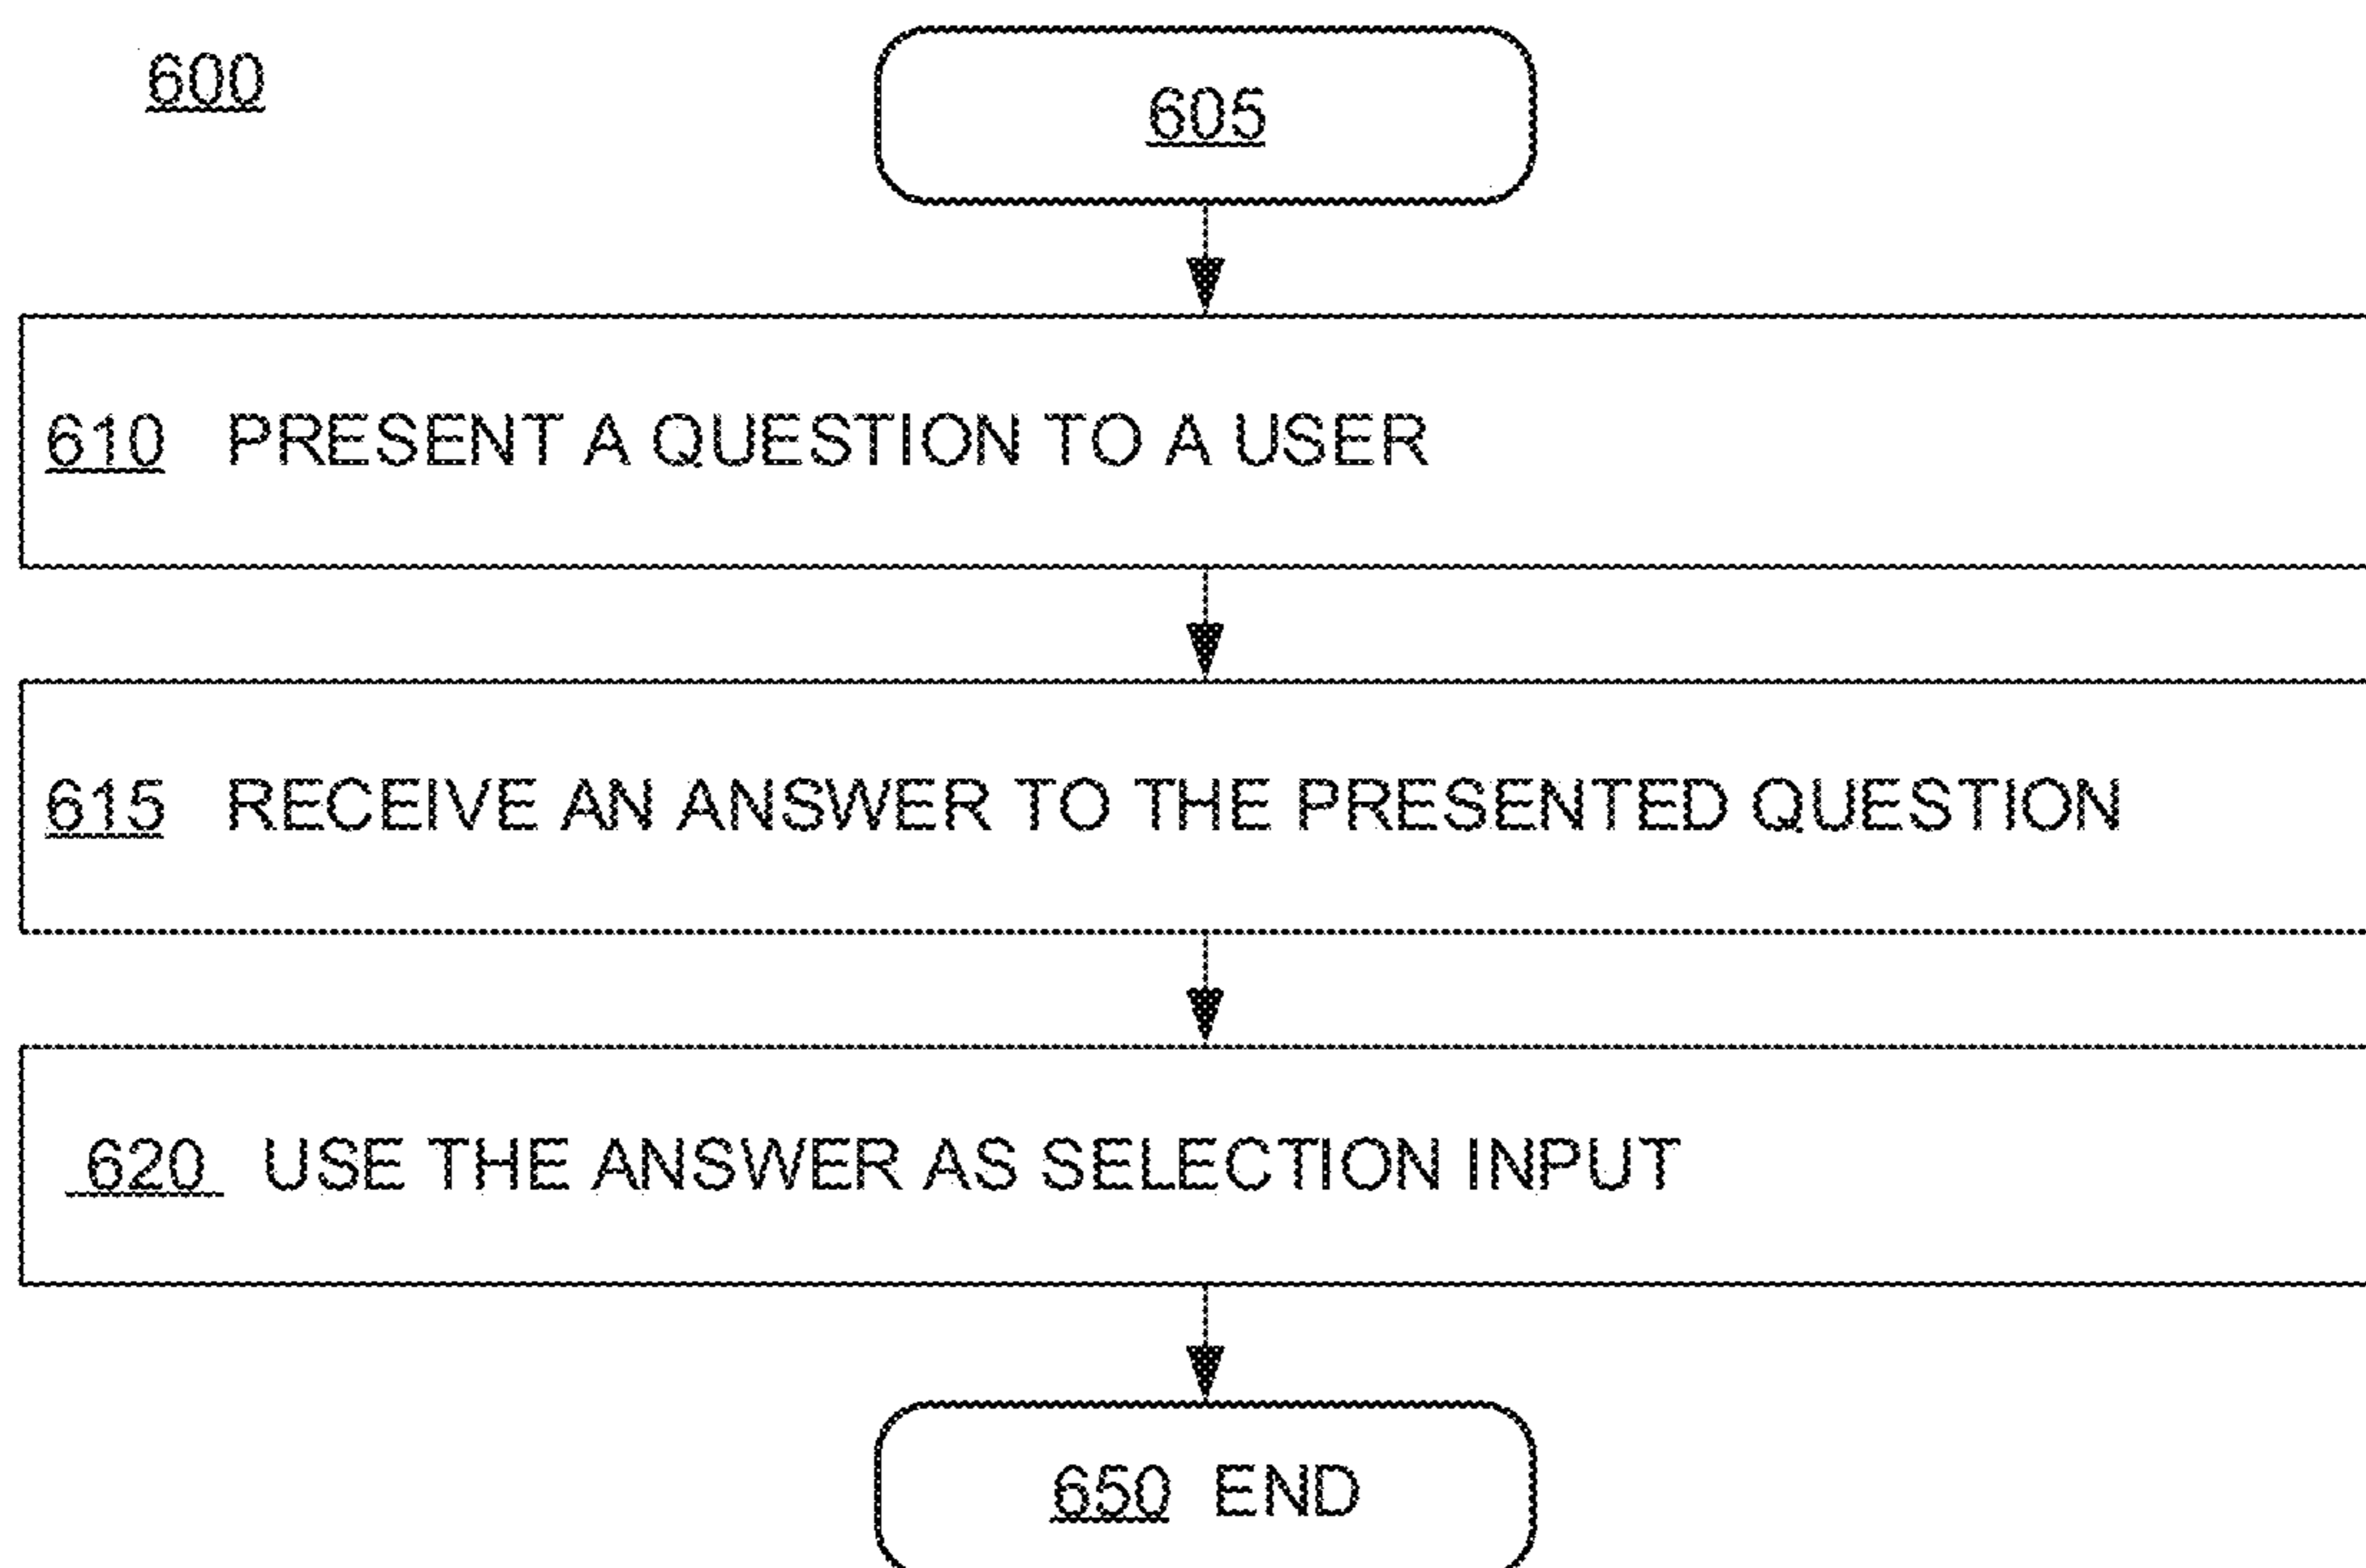 600
605
610 PRESENT A QUESTION TO A USER
615 RECEIVE AN ANSWER TO THE PRESENTED QUESTION
620 USE THE ANSWER AS SELECTION INPUT
650 END